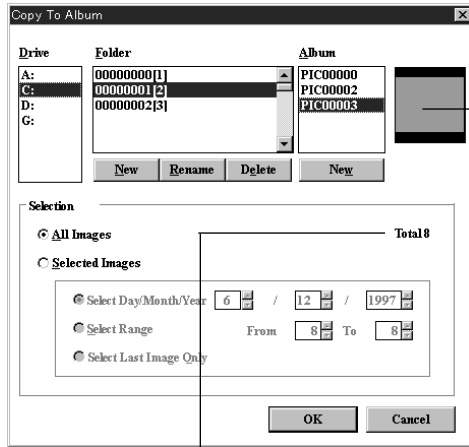 Copy To Album
Drive Folder Album
A: 00000000[1] PIC00000
C: 00000001[2] PIC00002
D: 00000002[3] PIC00003
G:
New Rename Delete New
Selection
All Images Total 8
Selected Images
Select Day/Month/Year 6 / 12 / 1997
Select Range From 8 To 8
Select Last Image Only
OK Cancel